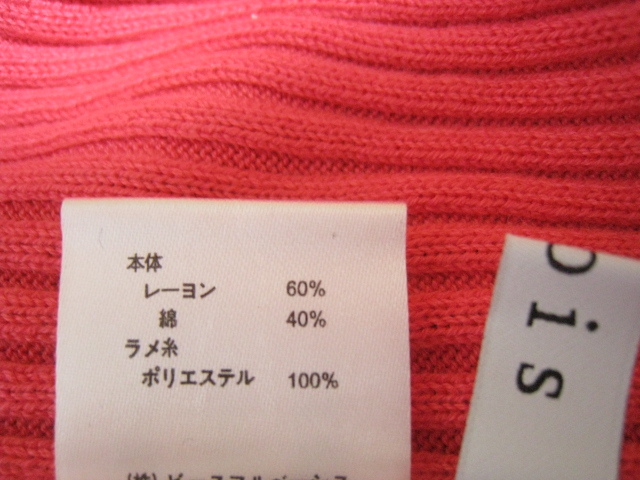 本体
レーヨン 60%
綿 40%
ラメ糸
ポリエステル 100%
ois